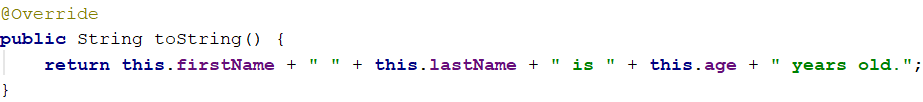 @Override
public String toString() {
    return this.firstName + " " + this.lastName + " is " + this.age + " years old.";
}